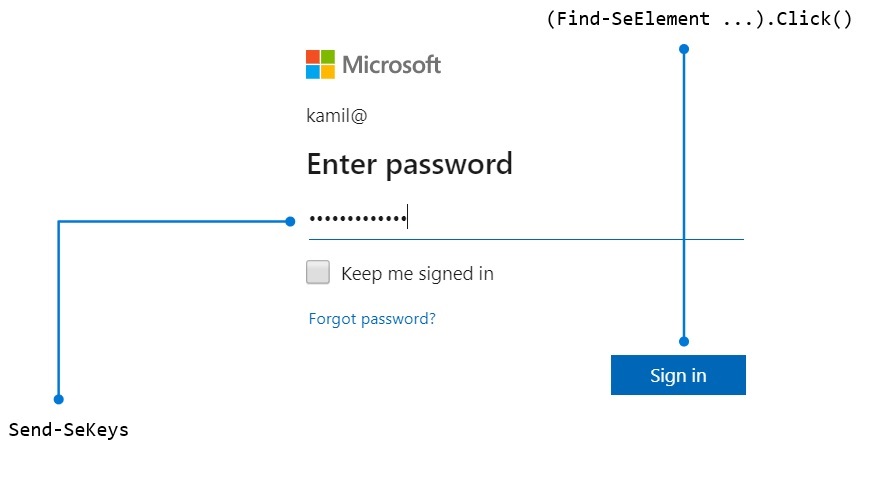 (Find-SeElement ...).Click()
Microsoft
kamil@
Enter password
•••••••••••••
Keep me signed in
Forgot password?
Sign in
Send-SeKeys